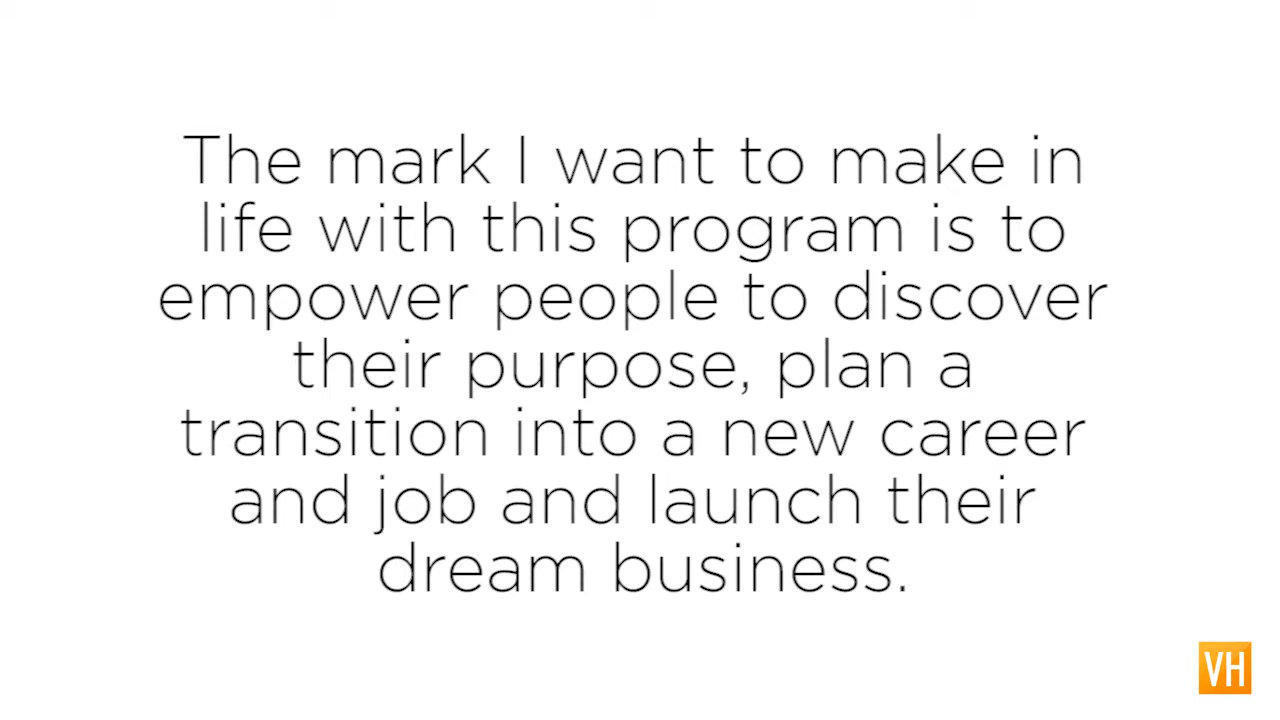 The mark I want to make in
life with this program is to
empower people to discover
their purpose, plan a
transition into a new career
and job and launch their
dream business.
VH